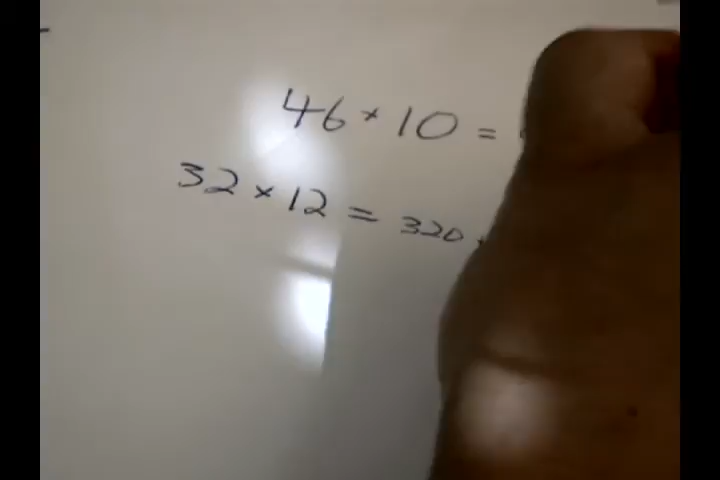 46 × 10 =
32 × 12 = 320